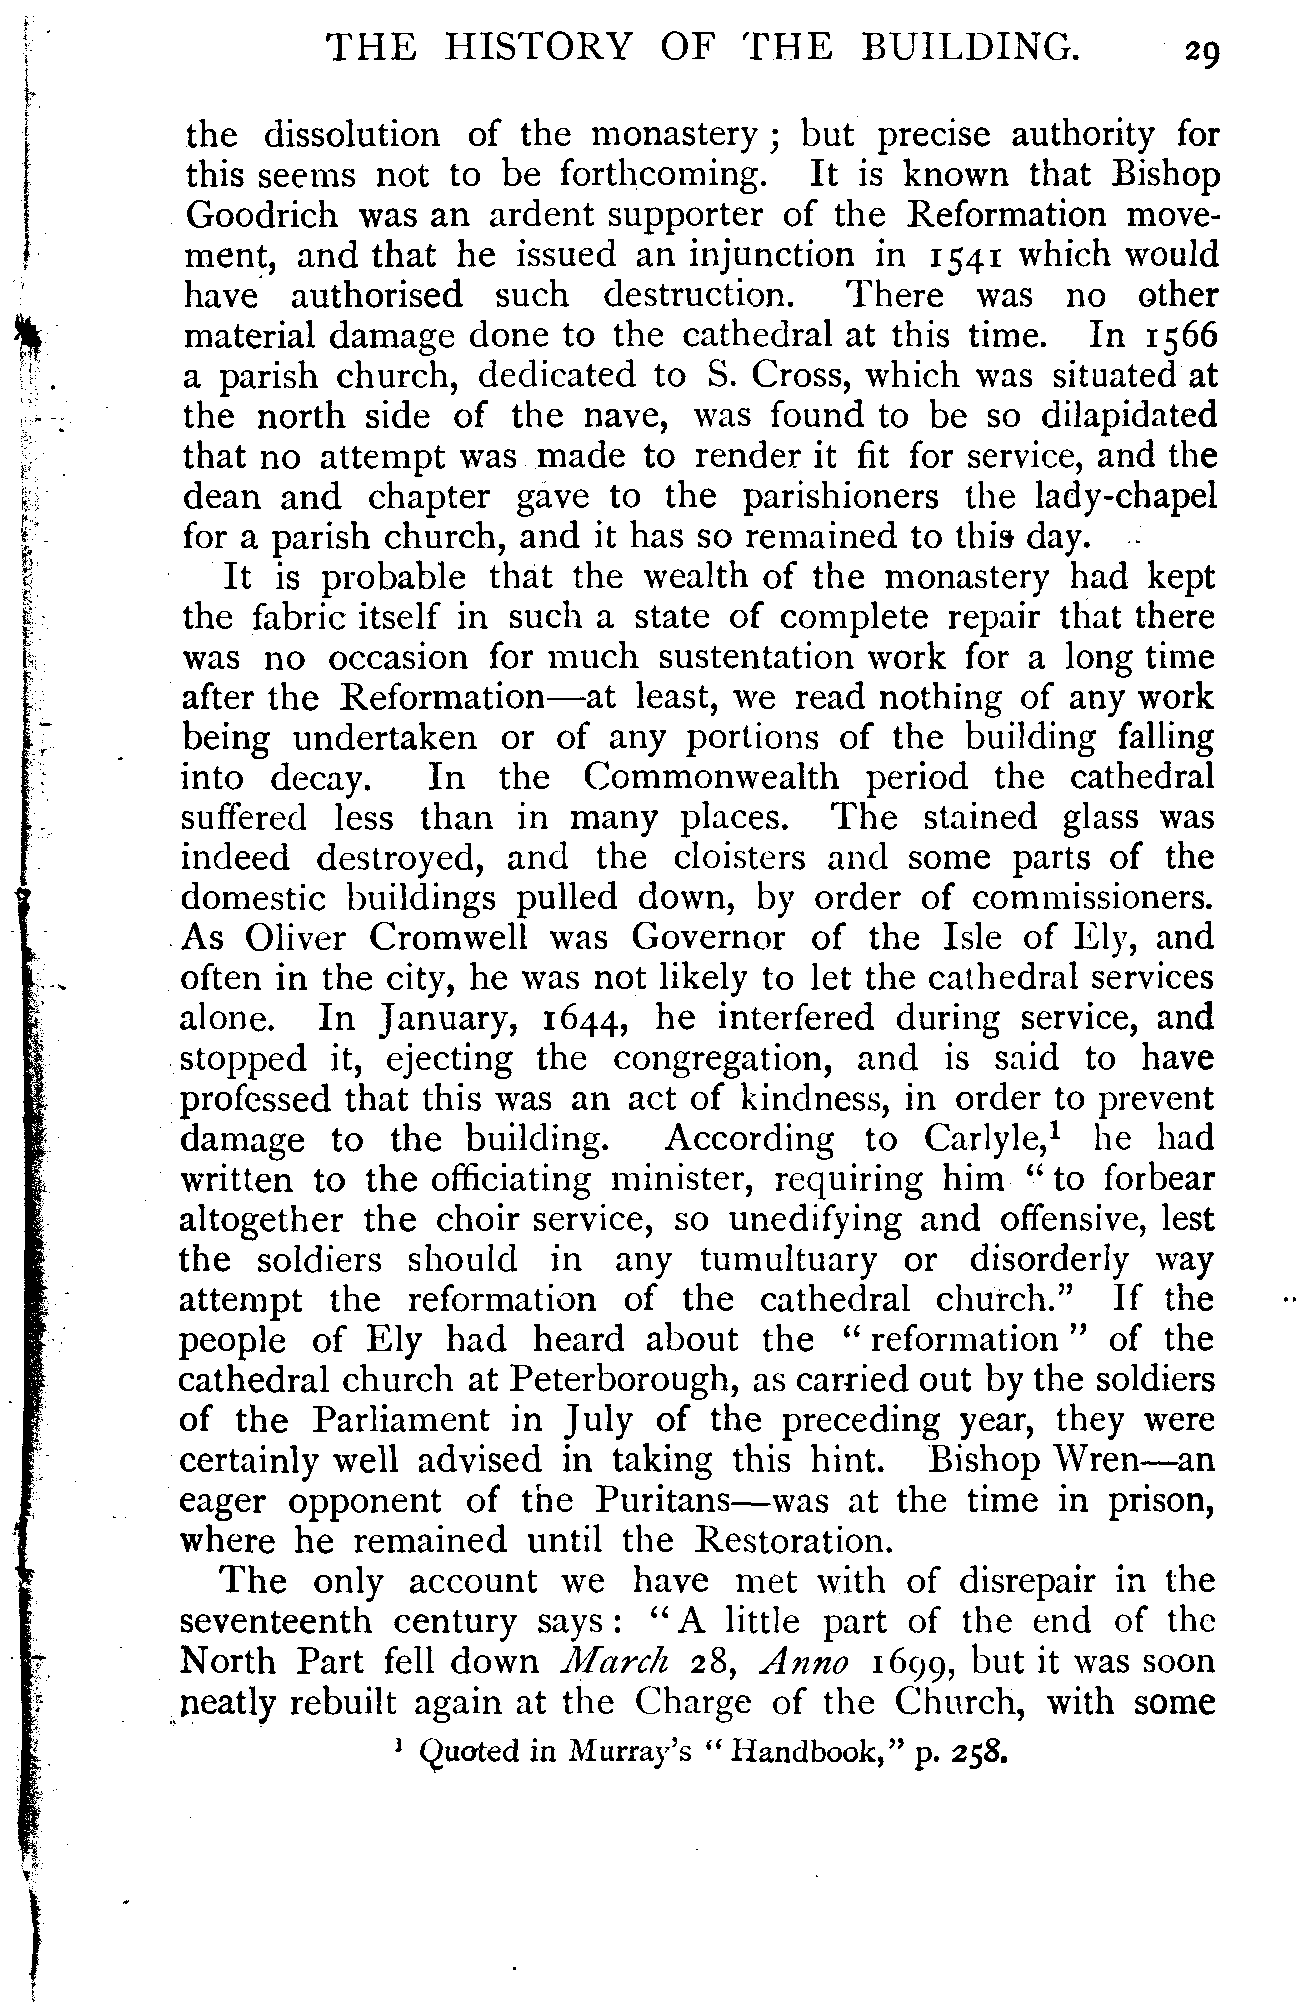 THE HISTORY OF THE BUILDING. 29
the dissolution of the monastery ; but precise authority for
this seems not to be forthcoming. It is known that Bishop
Goodrich was an ardent supporter of the Reformation move-
ment, and that he issued an injunction in 1541 which would
have authorised such destruction. There was no other
material damage done to the cathedral at this time. In 1566
a parish church, dedicated to S. Cross, which was situated at
the north side of the nave, was found to be so dilapidated
that no attempt was made to render it fit for service, and the
dean and chapter gave to the parishioners the lady-chapel
for a parish church, and it has so remained to this day.
It is probable that the wealth of the monastery had kept
the fabric itself in such a state of complete repair that there
was no occasion for much sustentation work for a long time
after the Reformation—at least, we read nothing of any work
being undertaken or of any portions of the building falling
into decay. In the Commonwealth period the cathedral
suffered less than in many places. The stained glass was
indeed destroyed, and the cloisters and some parts of the
domestic buildings pulled down, by order of commissioners.
As Oliver Cromwell was Governor of the Isle of Ely, and
often in the city, he was not likely to let the cathedral services
alone. In January, 1644, he interfered during service, and
stopped it, ejecting the congregation, and is said to have
professed that this was an act of kindness, in order to prevent
damage to the building. According to Carlyle,¹ he had
written to the officiating minister, requiring him “ to forbear
altogether the choir service, so unedifying and offensive, lest
the soldiers should in any tumultuary or disorderly way
attempt the reformation of the cathedral church.” If the
people of Ely had heard about the “ reformation ” of the
cathedral church at Peterborough, as carried out by the soldiers
of the Parliament in July of the preceding year, they were
certainly well advised in taking this hint. Bishop Wren—an
eager opponent of the Puritans—was at the time in prison,
where he remained until the Restoration.
The only account we have met with of disrepair in the
seventeenth century says : “ A little part of the end of the
North Part fell down March 28, Anno 1699, but it was soon
neatly rebuilt again at the Charge of the Church, with some
¹ Quoted in Murray’s “ Handbook,” p. 258.